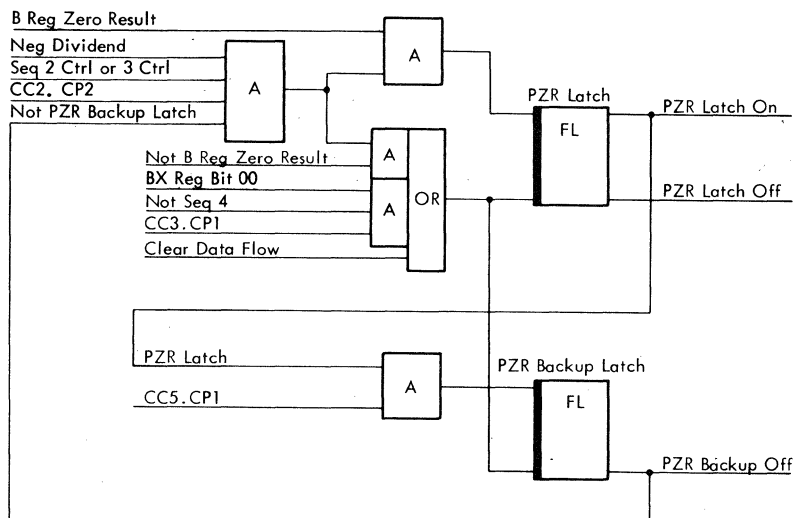 B Reg Zero Result
Neg Dividend
Seq 2 Ctrl or 3 Ctrl
CC2. CP2
Not PZR Backup Latch
A
A
PZR Latch
FL
PZR Latch On
PZR Latch Off
Not B Reg Zero Result
BX Reg Bit 00
Not Seq 4
CC3.CP1
Clear Data Flow
A
A
OR
PZR Latch
CC5.CP1
A
PZR Backup Latch
FL
PZR Backup Off